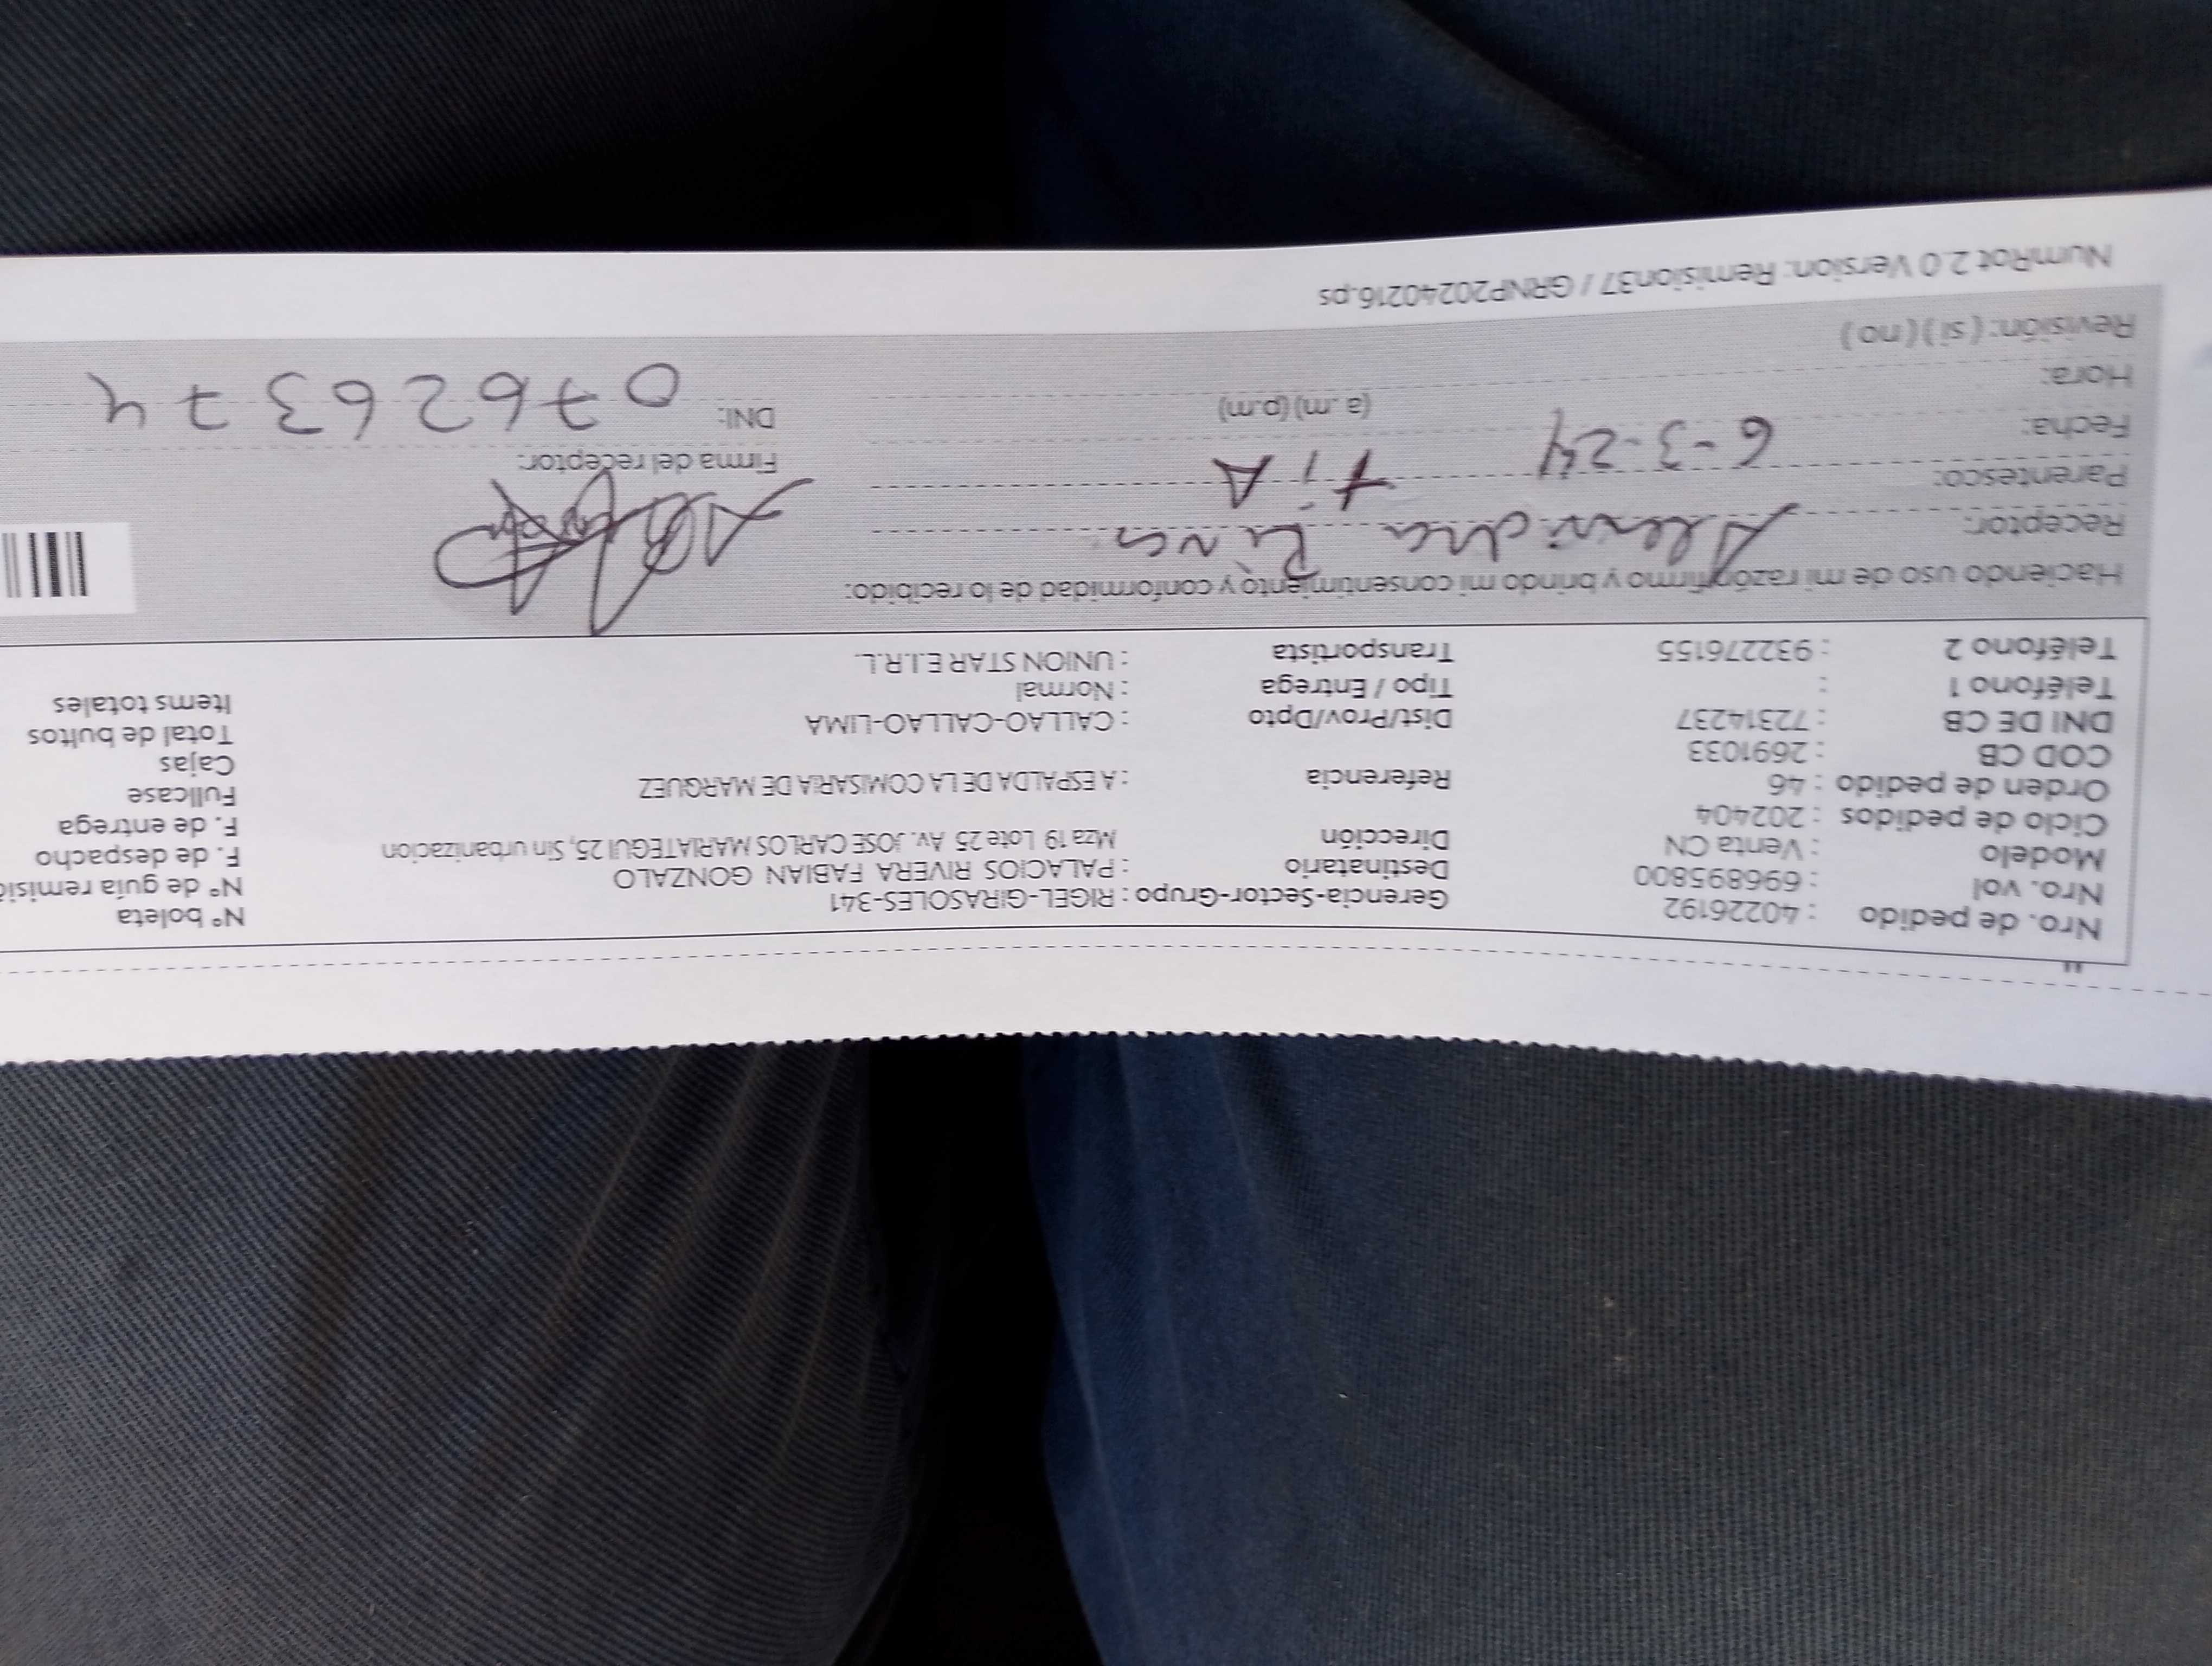 Nro. de pedido : 40226192 Gerencia-Sector-Grupo : RIGEL-GIRASOLES-341 N° boleta
Nro. vol : 696895800 Destinatario : PALACIOS RIVERA FABIAN GONZALO N° de guía remisió
Modelo : Venta CN Dirección Mza 19 Lote 25 Av. JOSE CARLOS MARIATEGUI 25, Sin urbanizacion F. de despacho
Ciclo de pedidos : 202404 F. de entrega
Orden de pedido : 46 Referencia : A ESPALDA DE LA COMISARIA DE MARQUEZ Fullcase
COD CB : 2691033 Cajas
DNI DE CB : 72314237 Dist/Prov/Dpto : CALLAO-CALLAO-LIMA Total de bultos
Teléfono 1 : Tipo / Entrega : Normal Items totales
Teléfono 2 : 932276155 Transportista : UNION STAR E.I.R.L.
Haciendo uso de mi razón firmo y brindo mi consentimiento y conformidad de lo recibido:
Receptor:
Parentesco: tiA Firma del receptor:
Fecha: 6-3-24
Hora: (a.m) (p.m) DNI: 07626374
Revisión: (si) (no)
NumRot 2.0 Version: Remision37 / GRNP20240216.ps